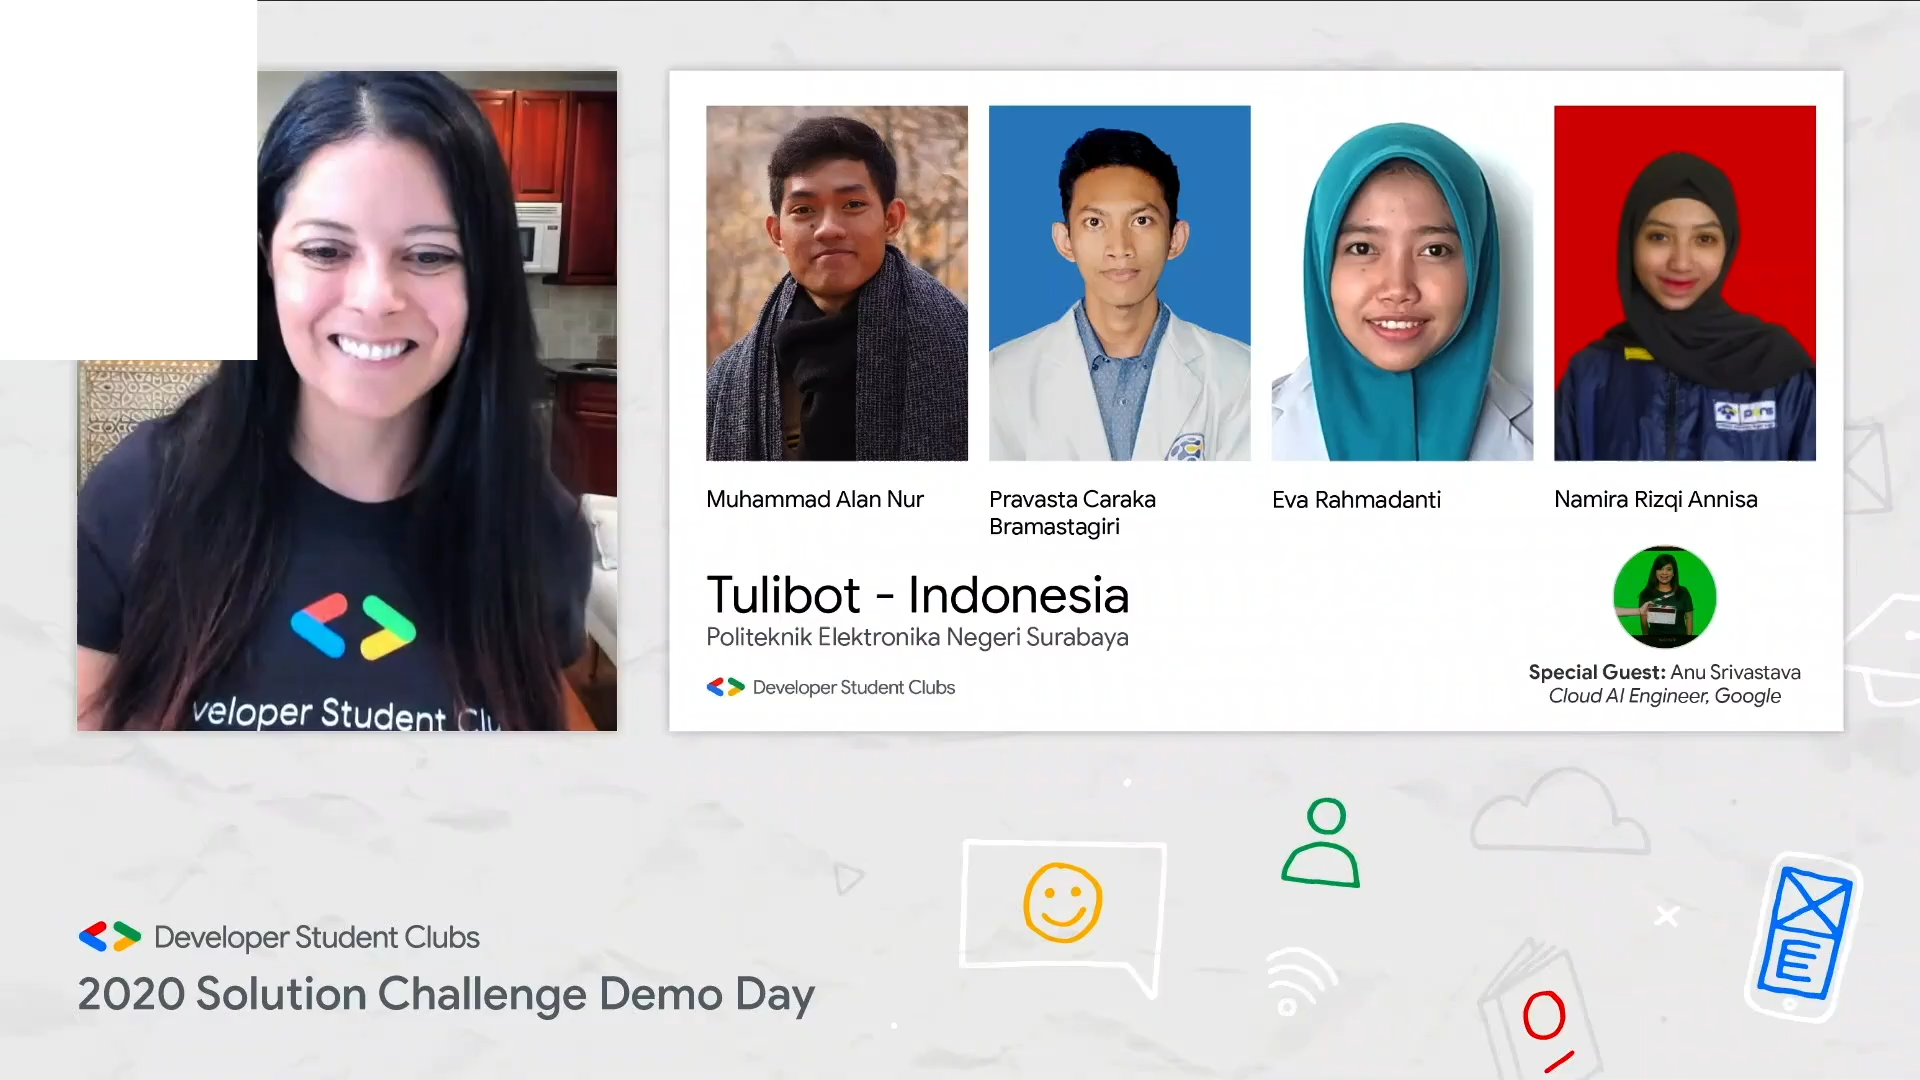 veloper Student Clu
Muhammad Alan Nur
Pravasta Caraka
Bramastagiri
Eva Rahmadanti
Namira Rizqi Annisa
Tulibot - Indonesia
Politeknik Elektronika Negeri Surabaya
Developer Student Clubs
Special Guest: Anu Srivastava
Cloud AI Engineer, Google
Developer Student Clubs
2020 Solution Challenge Demo Day